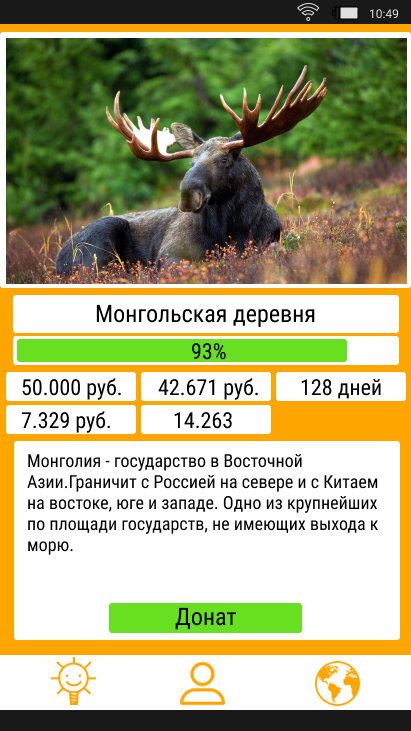 10:49
Монгольская деревня
93%
50.000 руб. 42.671 руб. 128 дней
7.329 руб. 14.263
Монголия - государство в Восточной
Азии.Граничит с Россией на севере и с Китаем
на востоке, юге и западе. Одно из крупнейших
по площади государств, не имеющих выхода к
морю.
Донат